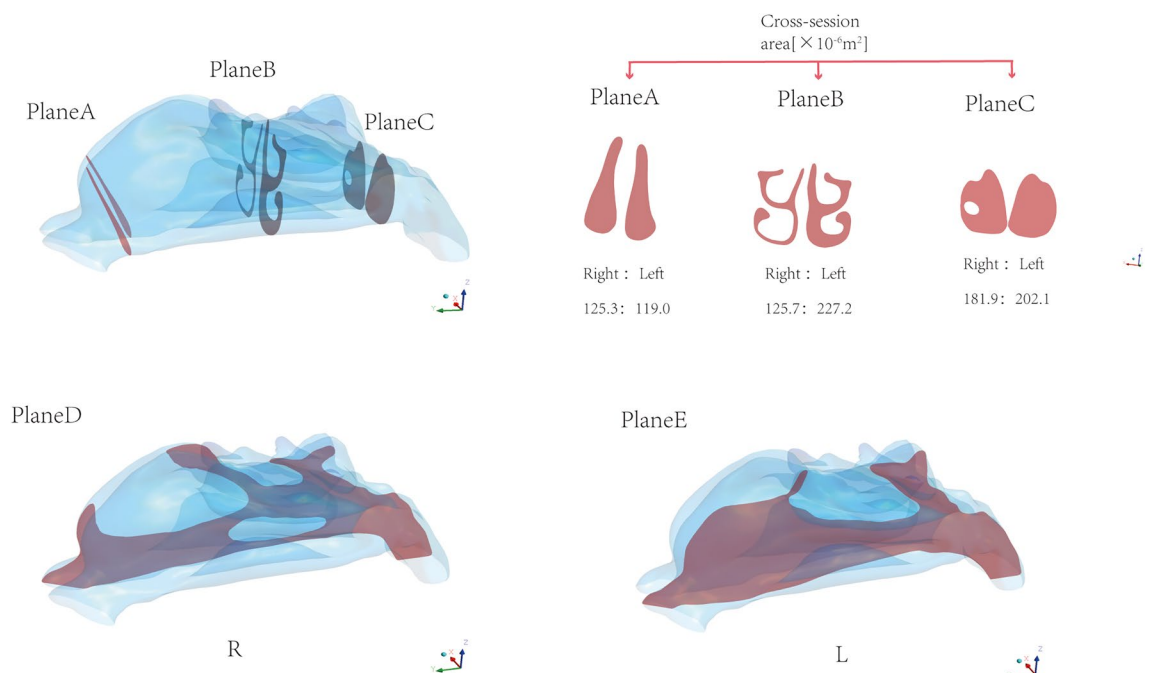 PlaneB
PlaneA
PlaneC
Cross-session
area[×10⁻⁶m²]
PlaneA
PlaneB
PlaneC
Right : Left
125.3: 119.0
Right : Left
125.7: 227.2
Right : Left
181.9: 202.1
Z
X
Y
PlaneD
R
Z
X
Y
PlaneE
L
Z
X